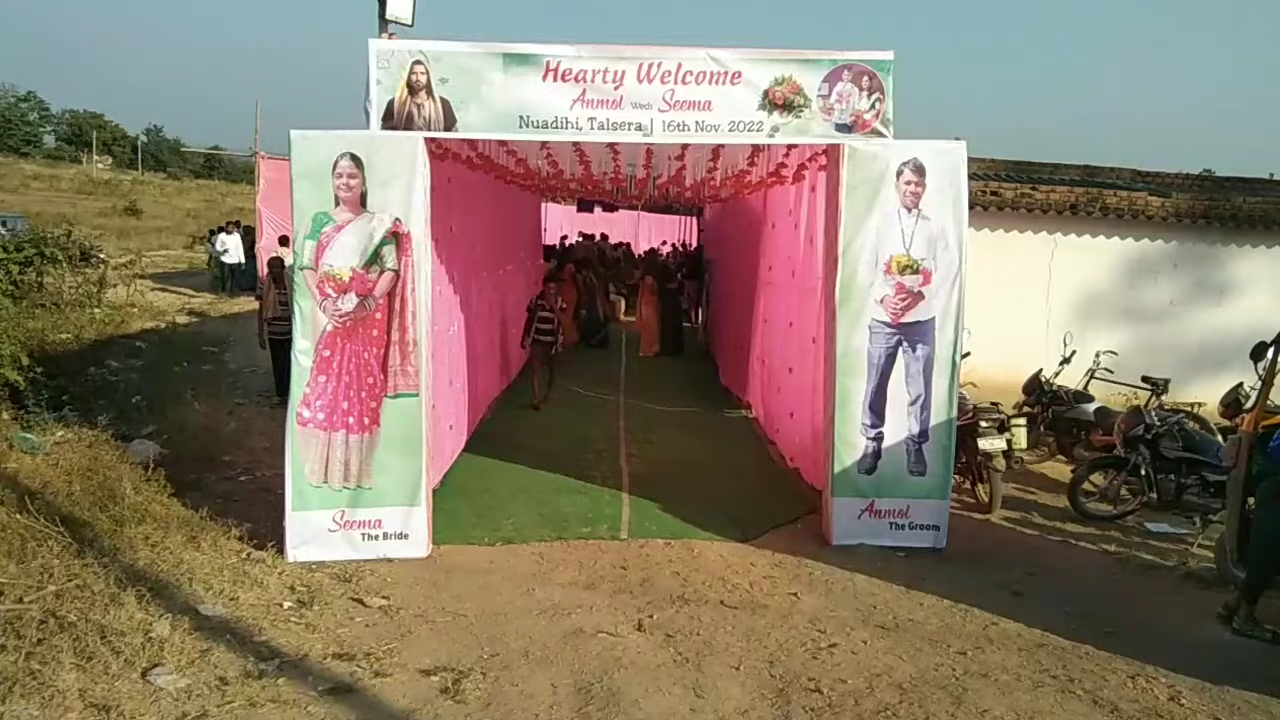 Hearty Welcome
Anmol Weds Seema
Nuadihi, Talsera | 16th Nov. 2022
Seema
The Bride
Anmol
The Groom